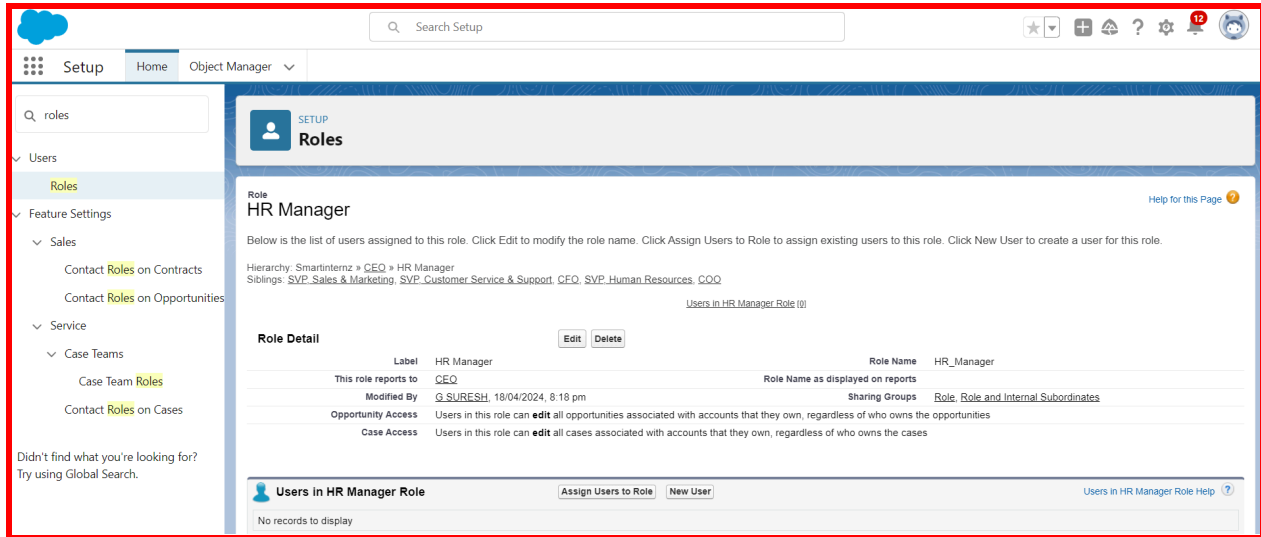 Search Setup
12
Setup
Home
Object Manager
roles
Users
Roles
Feature Settings
Sales
Contact Roles on Contracts
Contact Roles on Opportunities
Service
Case Teams
Case Team Roles
Contact Roles on Cases
Didn't find what you're looking for?
Try using Global Search.
SETUP
Roles
Role
HR Manager
Help for this Page ?
Below is the list of users assigned to this role. Click Edit to modify the role name. Click Assign Users to Role to assign existing users to this role. Click New User to create a user for this role.
Hierarchy: Smartinternz » CEO » HR Manager
Siblings: SVP, Sales & Marketing, SVP, Customer Service & Support, CFO, SVP, Human Resources, COO
Users in HR Manager Role [0]
Role Detail Edit Delete
Label HR Manager Role Name HR_Manager
This role reports to CEO Role Name as displayed on reports
Modified By G SURESH, 18/04/2024, 8:18 pm Sharing Groups Role, Role and Internal Subordinates
Opportunity Access Users in this role can edit all opportunities associated with accounts that they own, regardless of who owns the opportunities
Case Access Users in this role can edit all cases associated with accounts that they own, regardless of who owns the cases
Users in HR Manager Role Assign Users to Role New User Users in HR Manager Role Help ?
No records to display